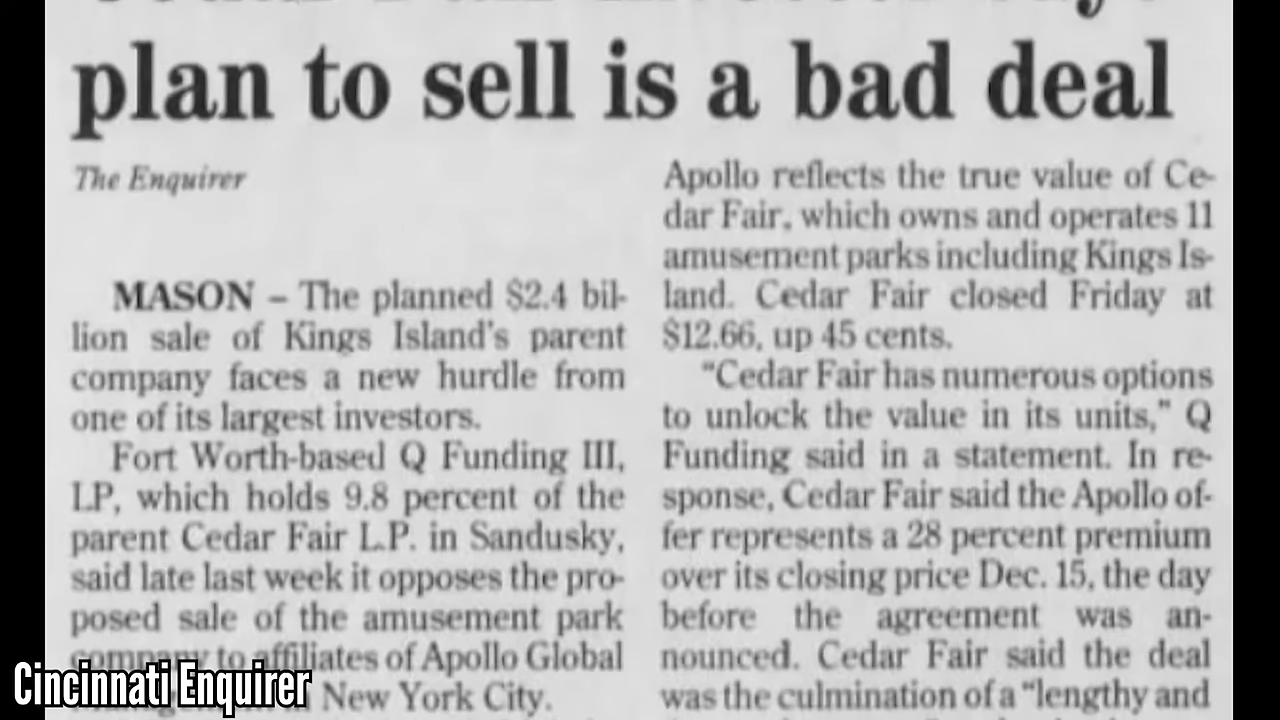 plan to sell is a bad deal
The Enquirer
MASON – The planned $2.4 bil-
lion sale of Kings Island's parent
company faces a new hurdle from
one of its largest investors.
Fort Worth-based Q Funding III,
LP, which holds 9.8 percent of the
parent Cedar Fair L.P. in Sandusky,
said late last week it opposes the pro-
posed sale of the amusement park
company to affiliates of Apollo Global
New York City.
Apollo reflects the true value of Ce-
dar Fair, which owns and operates 11
amusement parks including Kings Is-
land. Cedar Fair closed Friday at
$12.66, up 45 cents.
"Cedar Fair has numerous options
to unlock the value in its units," Q
Funding said in a statement. In re-
sponse, Cedar Fair said the Apollo of-
fer represents a 28 percent premium
over its closing price Dec. 15, the day
before the agreement was an-
nounced. Cedar Fair said the deal
was the culmination of a "lengthy and
Cincinnati Enquirer